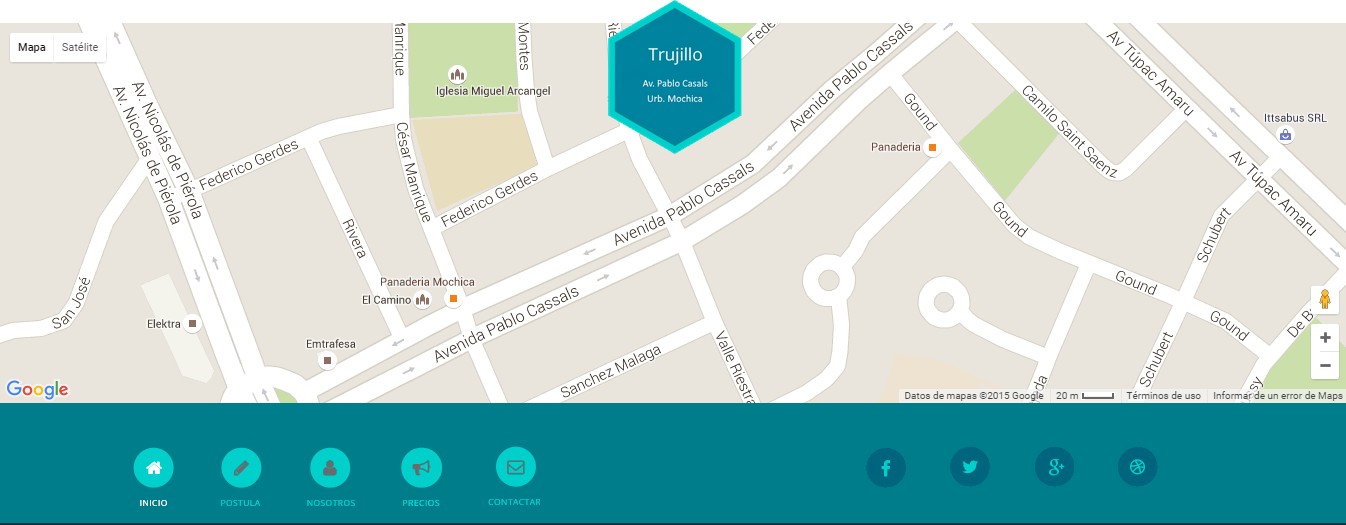 Trujillo
Av. Pablo Casals
Urb. Mochica
Mapa
Satélite
Manrique
Montes
Iglesia Miguel Arcangel
Avenida Pablo Cassals
Av. Túpac Amaru
Av. Nicolás de Piérola
Av. Nicolás de Piérola
Camilo Saint Saenz
Gound
Ittsabus SRL
Panaderia
Federico Gerdes
César Manrique
Av. Túpac Amaru
Federico Gerdes
Avenida Pablo Cassals
Rivera
Gound
Schubert
San José
Panaderia Mochica
El Camino
Gound
Elektra
Avenida Pablo Cassals
Gound
Emtrafesa
Sanchez Malaga
Valle Riestra
Schubert
Google
Datos de mapas ©2015 Google
20 m
Términos de uso
Informar de un error de Maps
INICIO
POSTULA
NOSOTROS
PRECIOS
CONTACTAR